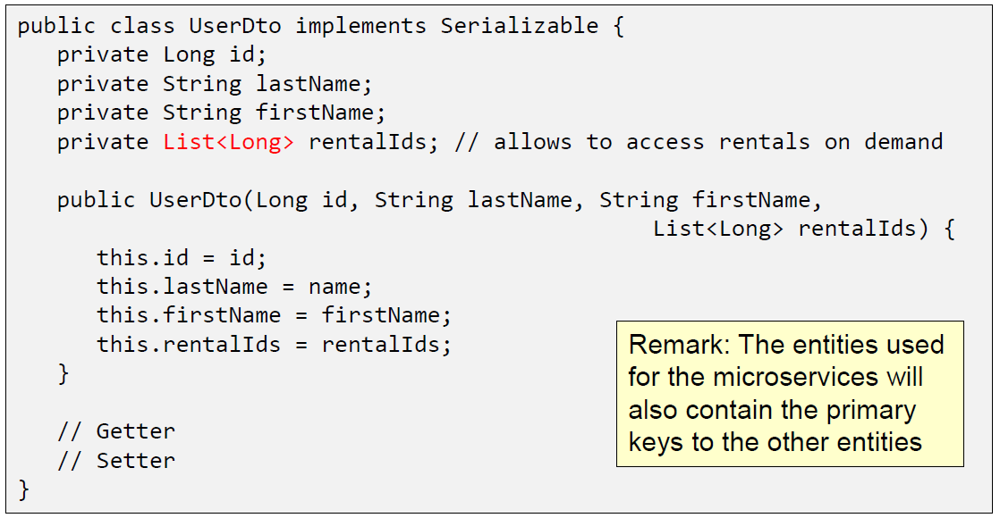 public class UserDto implements Serializable {
   private Long id;
   private String lastName;
   private String firstName;
   private List<Long> rentalIds; // allows to access rentals on demand

   public UserDto(Long id, String lastName, String firstName,
                                                List<Long> rentalIds) {
      this.id = id;
      this.lastName = name;
      this.firstName = firstName;
      this.rentalIds = rentalIds;
   }

   // Getter
   // Setter
}
Remark: The entities used
for the microservices will
also contain the primary
keys to the other entities